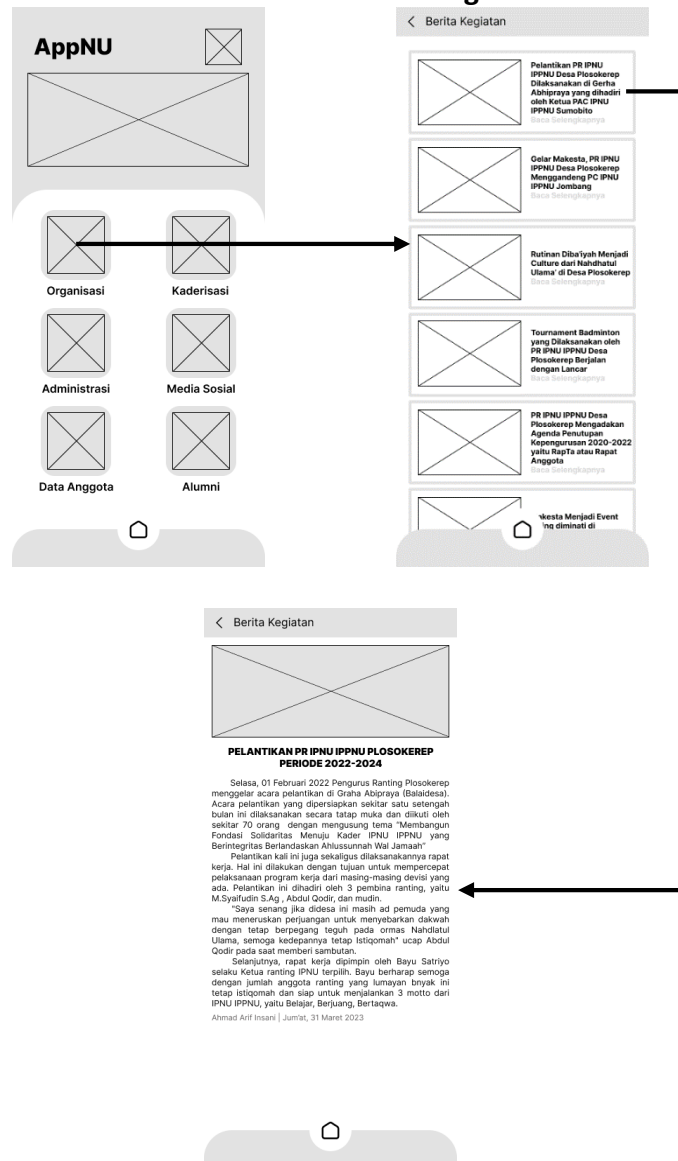 AppNU
Organisasi
Kaderisasi
Administrasi
Media Sosial
Data Anggota
Alumni
Berita Kegiatan
Pelantikan PR IPNU
IPPNU Desa Plosokerep
Dilaksanakan di Gerha
Abhipraya yang dihadiri
oleh Ketua PAC IPNU
IPPNU Sumobito
Baca Selengkapnya
Gelar Makesta, PR IPNU
IPPNU Desa Plosokerep
Menggandeng PC IPNU
IPPNU Jombang
Baca Selengkapnya
Rutinan Diba'iyah Menjadi
Culture dari Nahdhatul
Ulama' di Desa Plosokerep
Baca Selengkapnya
Tournament Badminton
yang Dilaksanakan oleh
PR IPNU IPPNU Desa
Plosokerep Berjalan
dengan Lancar
Baca Selengkapnya
PR IPNU IPPNU Desa
Plosokerep Mengadakan
Agenda Penutupan
Kepengurusan 2020-2022
yaitu RapTa atau Rapat
Anggota
Baca Selengkapnya
Menjadi Event
diminati di
Berita Kegiatan
PELANTIKAN PR IPNU IPPNU PLOSOKEREP
PERIODE 2022-2024
Selasa, 01 Februari 2022 Pengurus Ranting Plosokerep
menggelar acara pelantikan di Graha Abipraya (Balaidesa).
Acara pelantikan yang dipersiapkan sekitar satu setengah
bulan ini dilaksanakan secara tatap muka dan diikuti oleh
sekitar 70 orang dengan mengusung tema "Membangun
Fondasi Solidaritas Menuju Kader IPNU IPPNU yang
Berintegritas Berlandaskan Ahlussunnah Wal Jamaah"
Pelantikan kali ini juga sekaligus dilaksanakannya rapat
kerja. Hal ini dilakukan dengan tujuan untuk mempercepat
pelaksanaan program kerja dari masing-masing devisi yang
ada. Pelantikan ini dihadiri oleh 3 pembina ranting, yaitu
M.Syaifudin S.Ag , Abdul Qodir, dan mudin.
"Saya senang jika didesa ini masih ad pemuda yang
mau meneruskan perjuangan untuk menyebarkan dakwah
dengan tetap berpegang teguh pada ormas Nahdlatul
Ulama, semoga kedepannya tetap Istiqomah" ucap Abdul
Qodir pada saat memberi sambutan.
Selanjutnya, rapat kerja dipimpin oleh Bayu Satriyo
selaku Ketua ranting IPNU terpilih. Bayu berharap semoga
dengan jumlah anggota ranting yang lumayan bnyak ini
tetap istiqomah dan siap untuk menjalankan 3 motto dari
IPNU IPPNU, yaitu Belajar, Berjuang, Bertaqwa.
Ahmad Arif Insani | Jum'at, 31 Maret 2023